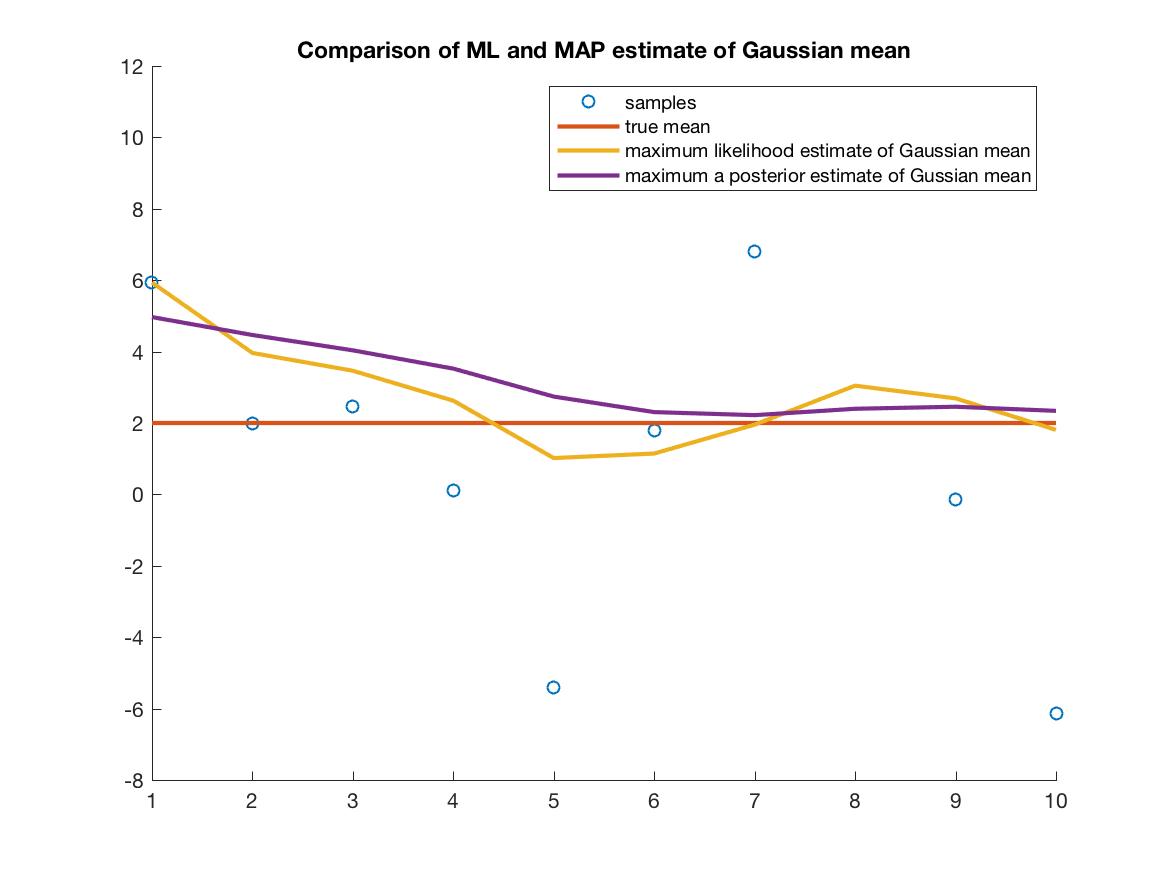 Comparison of ML and MAP estimate of Gaussian mean
12
10
8
6
4
2
0
-2
-4
-6
-8
samples
true mean
maximum likelihood estimate of Gaussian mean
maximum a posterior estimate of Gussian mean
1 2 3 4 5 6 7 8 9 10